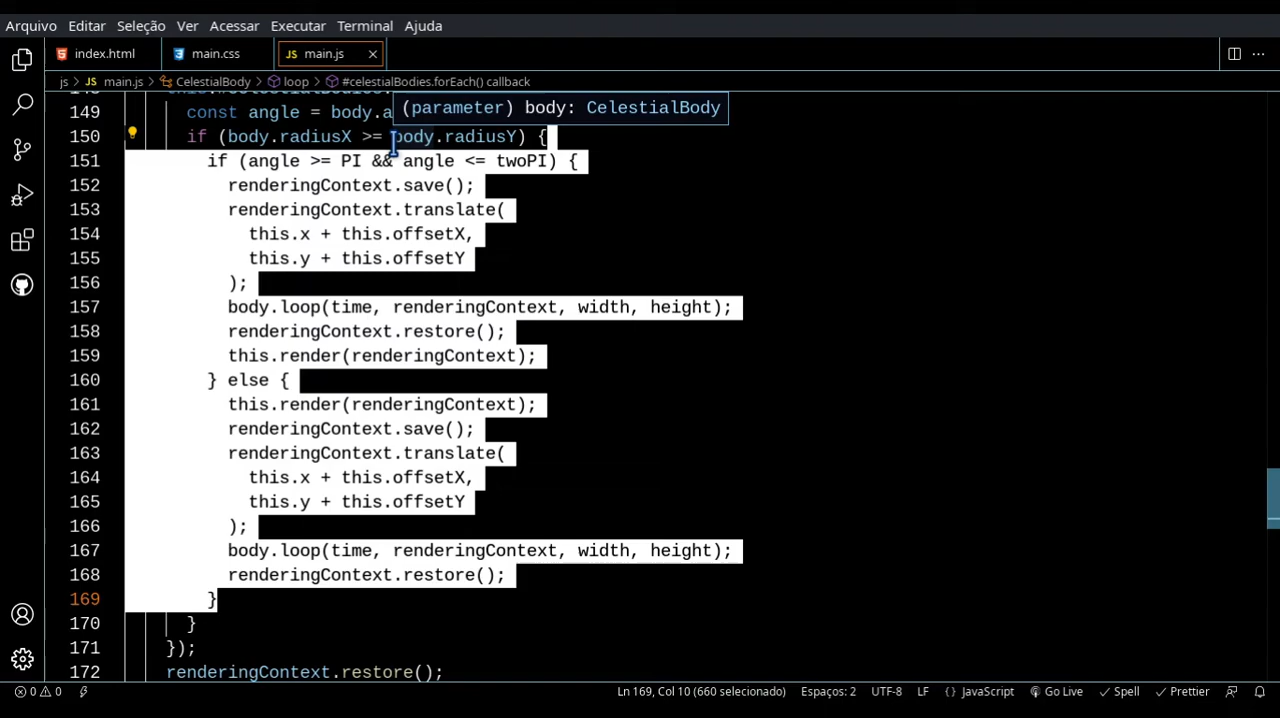 Arquivo Editar Seleção Ver Acessar Executar Terminal Ajuda
index.html main.css JS main.js
js > JS main.js > CelestialBody > loop > #celestialBodies.forEach() callback
(parameter) body: CelestialBody
149 const angle = body.a
150 if (body.radiusX >= body.radiusY) {
151 if (angle >= PI && angle <= twoPI) {
152 renderingContext.save();
153 renderingContext.translate(
154 this.x + this.offsetX,
155 this.y + this.offsetY
156 );
157 body.loop(time, renderingContext, width, height);
158 renderingContext.restore();
159 this.render(renderingContext);
160 } else {
161 this.render(renderingContext);
162 renderingContext.save();
163 renderingContext.translate(
164 this.x + this.offsetX,
165 this.y + this.offsetY
166 );
167 body.loop(time, renderingContext, width, height);
168 renderingContext.restore();
169 }
170 }
171 });
172 renderingContext.restore();
0 0 Ln 169, Col 10 (660 selecionado) Espaços: 2 UTF-8 LF {} JavaScript Go Live Spell Prettier